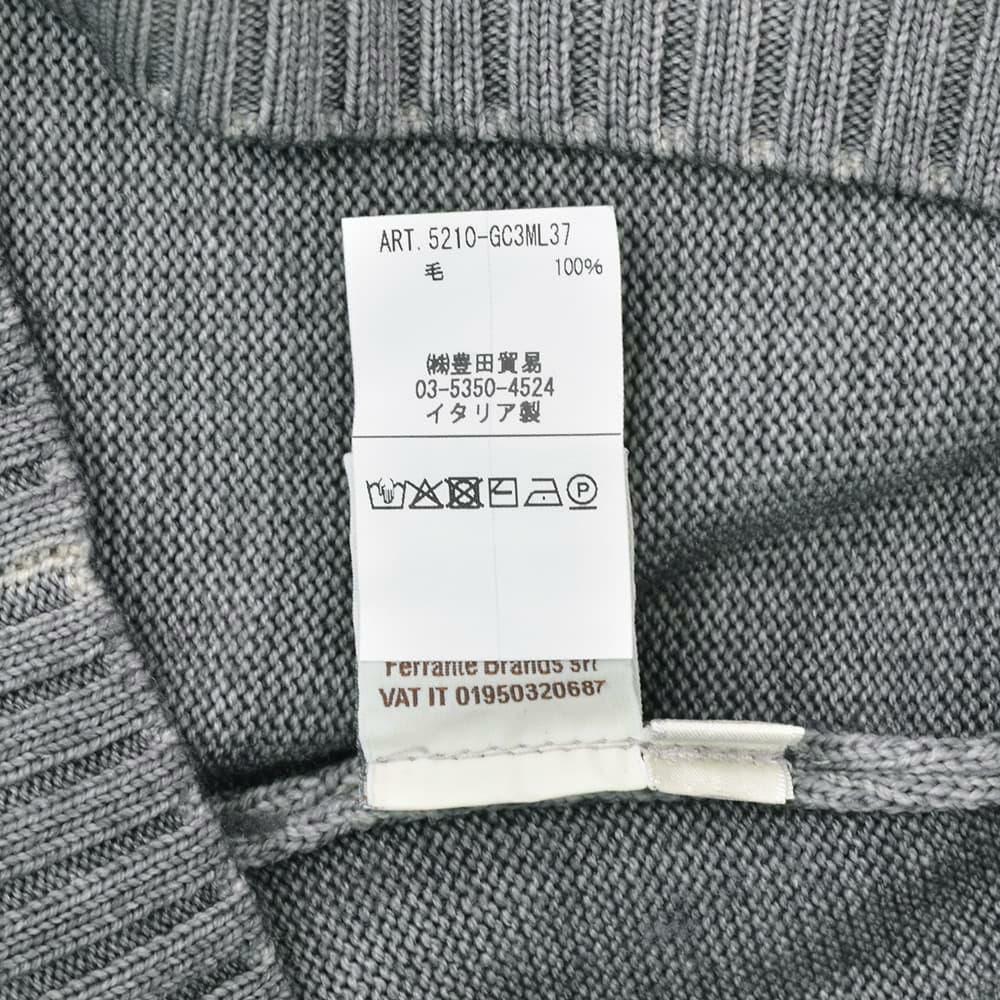 ART. 5210-GC3ML37
毛 100%
㈱豊田貿易
03-5350-4524
イタリア製
P
Ferrante Brands srl
VAT IT 01950320687